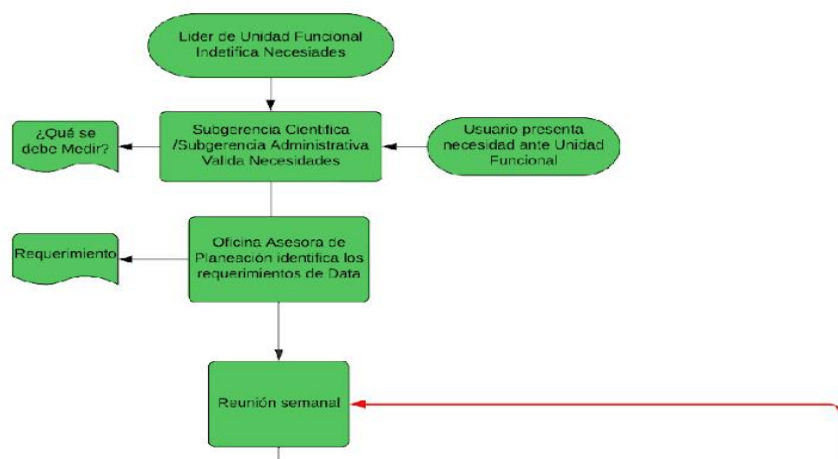 Lider de Unidad Funcional
Indetifica Necesiades
¿Qué se
debe Medir?
Subgerencia Cientifica
/Subgerencia Administrativa
Valida Necesidades
Usuario presenta
necesidad ante Unidad
Funcional
Requerimiento
Oficina Asesora de
Planeación identifica los
requerimientos de Data
Reunión semanal